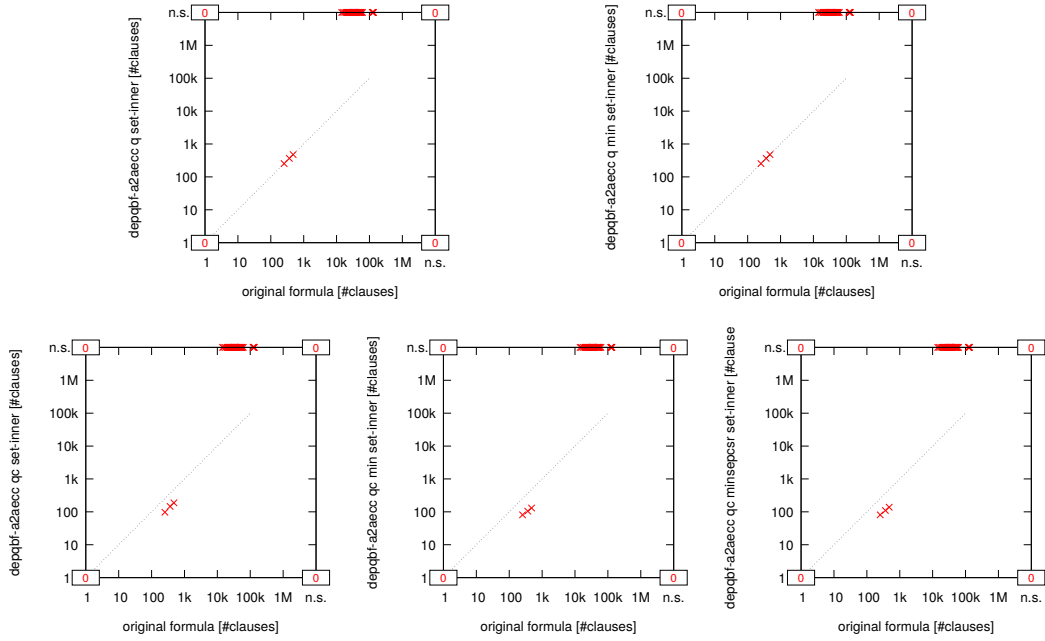 n.s. 0 0
1M
100k
10k
1k
100
10
1 0 0
1 10 100 1k 10k 100k 1M n.s.
original formula [#clauses]
depqbf-a2aecc q set-inner [#clauses]
n.s. 0 0
1M
100k
10k
1k
100
10
1 0 0
1 10 100 1k 10k 100k 1M n.s.
original formula [#clauses]
depqbf-a2aecc q min set-inner [#clauses]
n.s. 0 0
1M
100k
10k
1k
100
10
1 0 0
1 10 100 1k 10k 100k 1M n.s.
original formula [#clauses]
depqbf-a2aecc qc set-inner [#clauses]
n.s. 0 0
1M
100k
10k
1k
100
10
1 0 0
1 10 100 1k 10k 100k 1M n.s.
original formula [#clauses]
depqbf-a2aecc qc min set-inner [#clauses]
n.s. 0 0
1M
100k
10k
1k
100
10
1 0 0
1 10 100 1k 10k 100k 1M n.s.
original formula [#clauses]
depqbf-a2aecc qc minsepcsr set-inner [#clause